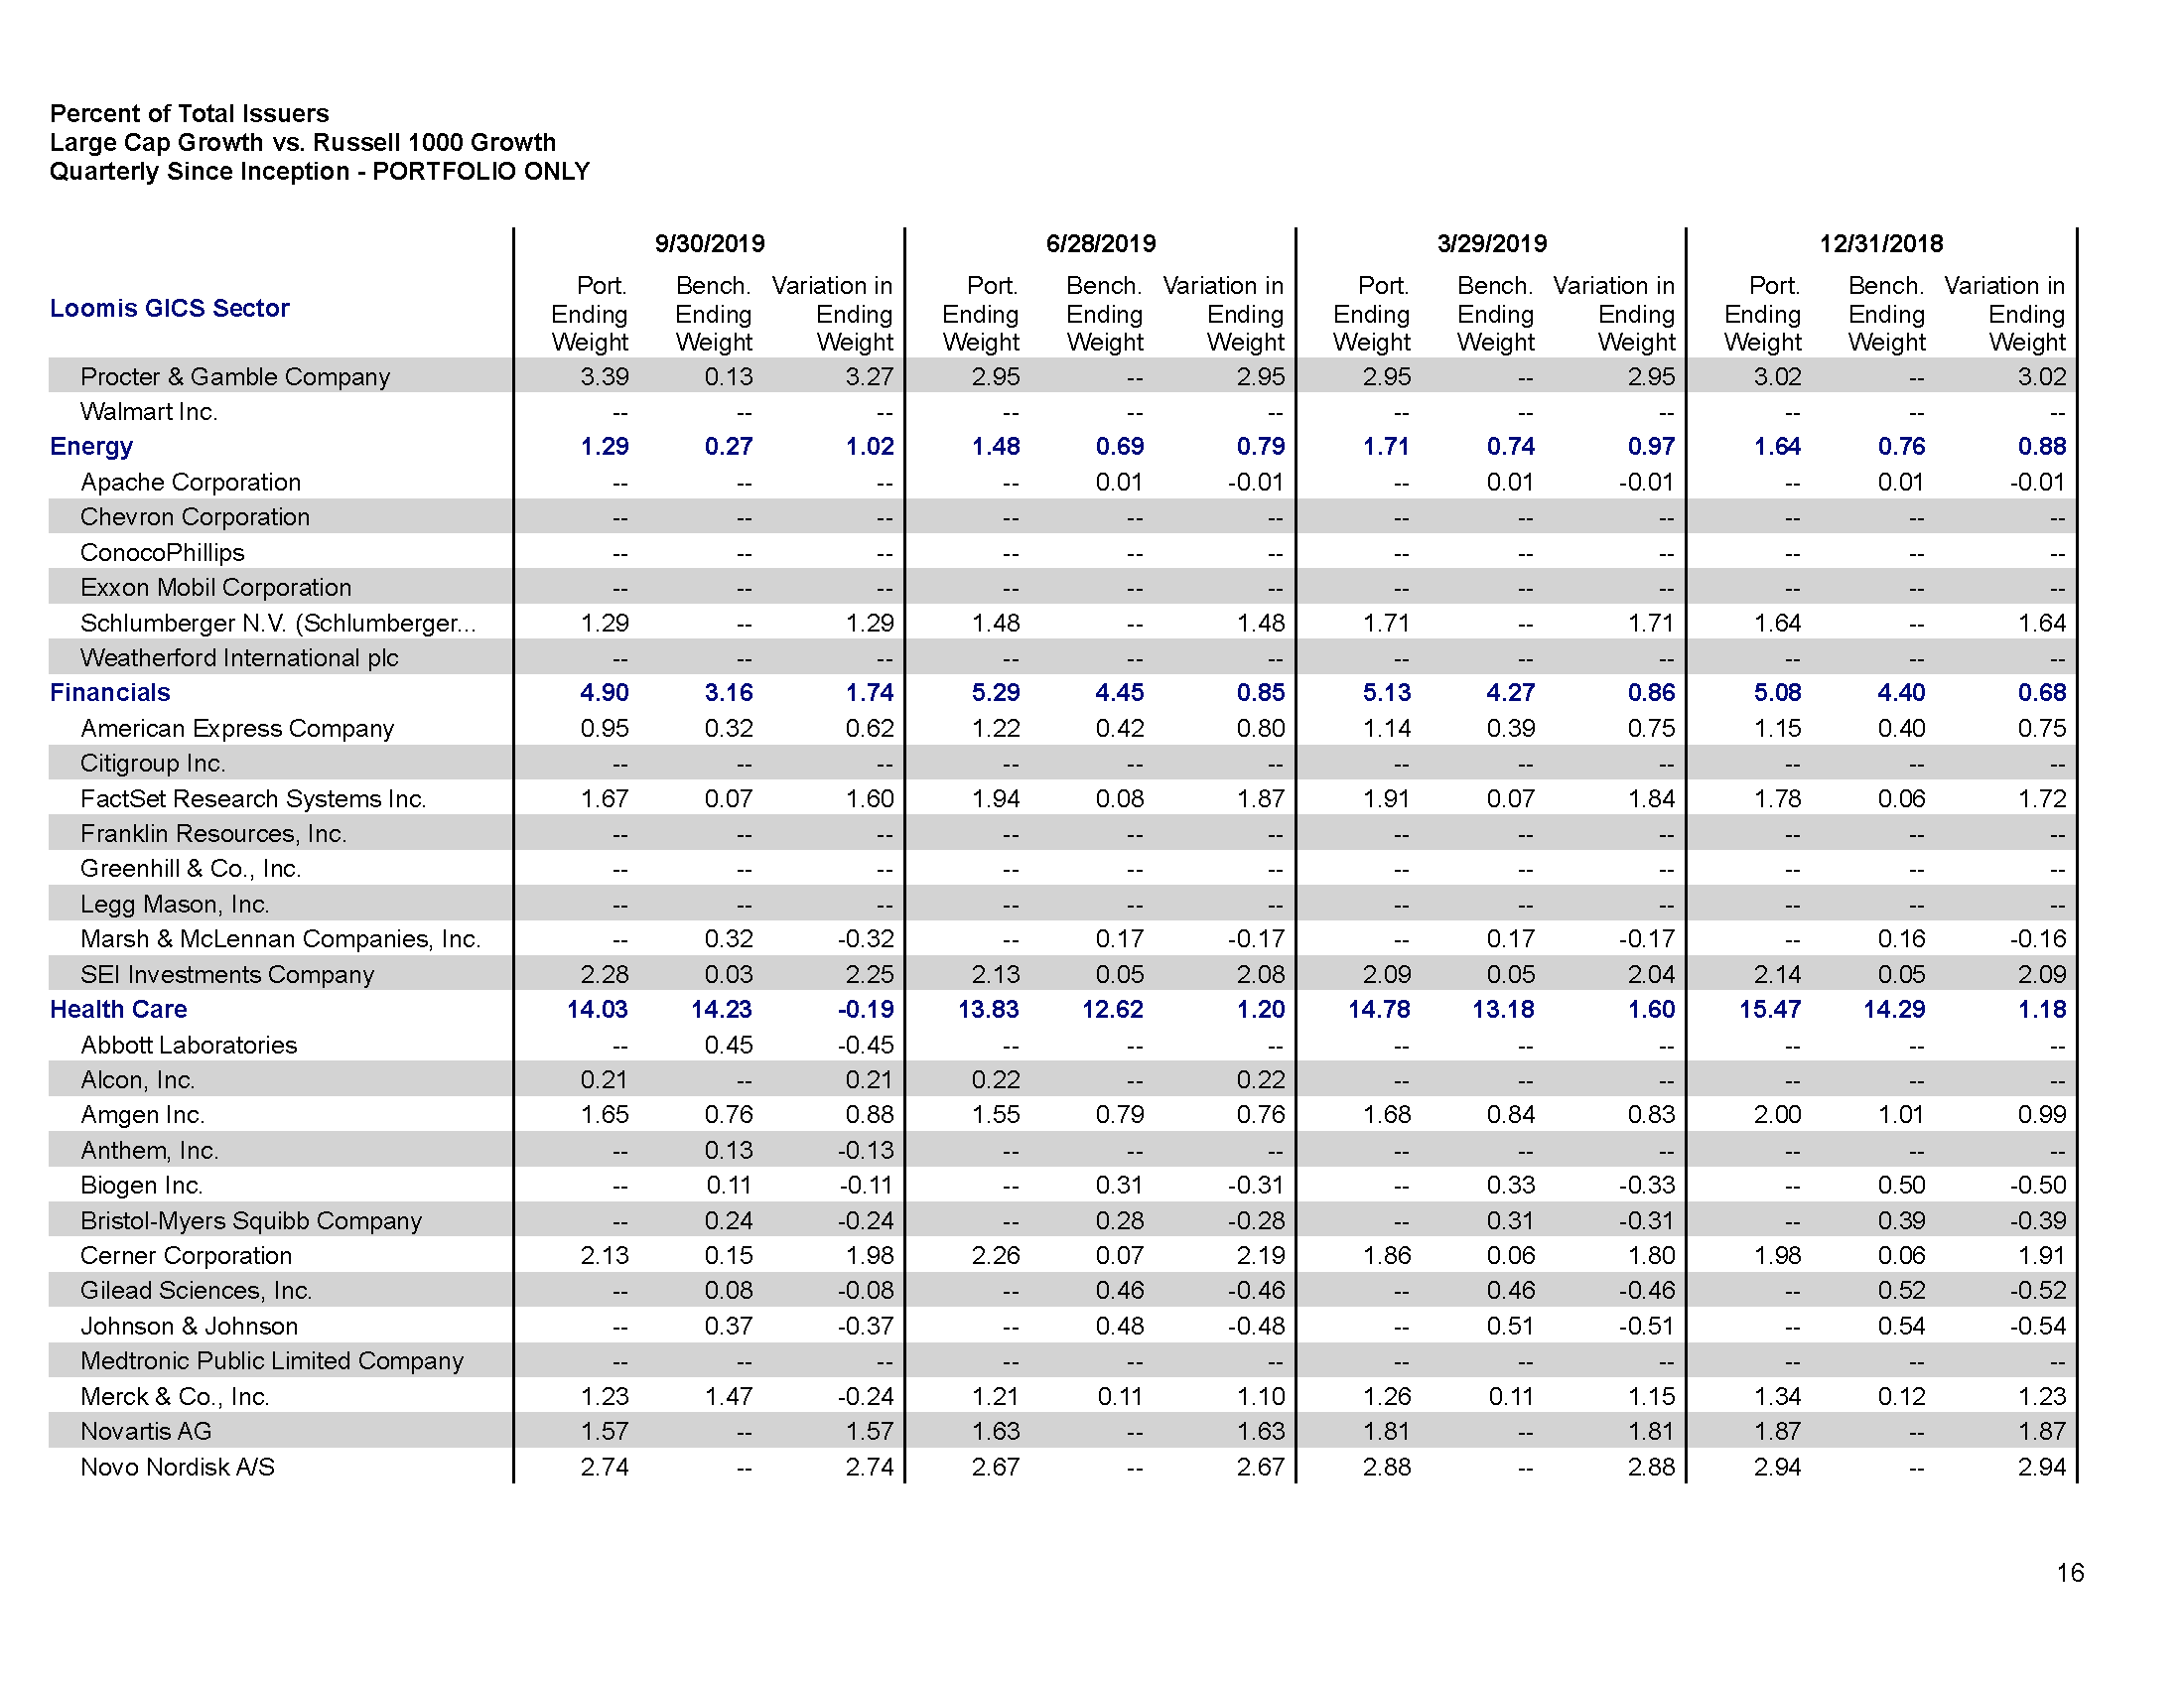 Percent of Total Issuers
Large Cap Growth vs. Russell 1000 Growth
Quarterly Since Inception - PORTFOLIO ONLY
9/30/2019 6/28/2019 3/29/2019 12/31/2018
Port. Bench. Variation in Port. Bench. Variation in Port. Bench. Variation in Port. Bench. Variation in
Loomis GICS Sector Ending Ending Ending Ending Ending Ending Ending Ending Ending Ending Ending Ending
Weight Weight Weight Weight Weight Weight Weight Weight Weight Weight Weight Weight
Procter & Gamble Company 3.39 0.13 3.27 2.95 -- 2.95 2.95 -- 2.95 3.02 -- 3.02
Walmart Inc. -- -- -- -- -- -- -- -- -- -- -- --
Energy 1.29 0.27 1.02 1.48 0.69 0.79 1.71 0.74 0.97 1.64 0.76 0.88
Apache Corporation -- -- -- -- 0.01 -0.01 -- 0.01 -0.01 -- 0.01 -0.01
Chevron Corporation -- -- -- -- -- -- -- -- -- -- -- --
ConocoPhillips -- -- -- -- -- -- -- -- -- -- -- --
Exxon Mobil Corporation -- -- -- -- -- -- -- -- -- -- -- --
Schlumberger N.V. (Schlumberger... 1.29 -- 1.29 1.48 -- 1.48 1.71 -- 1.71 1.64 -- 1.64
Weatherford International plc -- -- -- -- -- -- -- -- -- -- -- --
Financials 4.90 3.16 1.74 5.29 4.45 0.85 5.13 4.27 0.86 5.08 4.40 0.68
American Express Company 0.95 0.32 0.62 1.22 0.42 0.80 1.14 0.39 0.75 1.15 0.40 0.75
Citigroup Inc. -- -- -- -- -- -- -- -- -- -- -- --
FactSet Research Systems Inc. 1.67 0.07 1.60 1.94 0.08 1.87 1.91 0.07 1.84 1.78 0.06 1.72
Franklin Resources, Inc. -- -- -- -- -- -- -- -- -- -- -- --
Greenhill & Co., Inc. -- -- -- -- -- -- -- -- -- -- -- --
Legg Mason, Inc. -- -- -- -- -- -- -- -- -- -- -- --
Marsh & McLennan Companies, Inc. -- 0.32 -0.32 -- 0.17 -0.17 -- 0.17 -0.17 -- 0.16 -0.16
SEI Investments Company 2.28 0.03 2.25 2.13 0.05 2.08 2.09 0.05 2.04 2.14 0.05 2.09
Health Care 14.03 14.23 -0.19 13.83 12.62 1.20 14.78 13.18 1.60 15.47 14.29 1.18
Abbott Laboratories -- 0.45 -0.45 -- -- -- -- -- -- -- -- --
Alcon, Inc. 0.21 -- 0.21 0.22 -- 0.22 -- -- -- -- -- --
Amgen Inc. 1.65 0.76 0.88 1.55 0.79 0.76 1.68 0.84 0.83 2.00 1.01 0.99
Anthem, Inc. -- 0.13 -0.13 -- -- -- -- -- -- -- -- --
Biogen Inc. -- 0.11 -0.11 -- 0.31 -0.31 -- 0.33 -0.33 -- 0.50 -0.50
Bristol-Myers Squibb Company -- 0.24 -0.24 -- 0.28 -0.28 -- 0.31 -0.31 -- 0.39 -0.39
Cerner Corporation 2.13 0.15 1.98 2.26 0.07 2.19 1.86 0.06 1.80 1.98 0.06 1.91
Gilead Sciences, Inc. -- 0.08 -0.08 -- 0.46 -0.46 -- 0.46 -0.46 -- 0.52 -0.52
Johnson & Johnson -- 0.37 -0.37 -- 0.48 -0.48 -- 0.51 -0.51 -- 0.54 -0.54
Medtronic Public Limited Company -- -- -- -- -- -- -- -- -- -- -- --
Merck & Co., Inc. 1.23 1.47 -0.24 1.21 0.11 1.10 1.26 0.11 1.15 1.34 0.12 1.23
Novartis AG 1.57 -- 1.57 1.63 -- 1.63 1.81 -- 1.81 1.87 -- 1.87
Novo Nordisk A/S 2.74 -- 2.74 2.67 -- 2.67 2.88 -- 2.88 2.94 -- 2.94
16